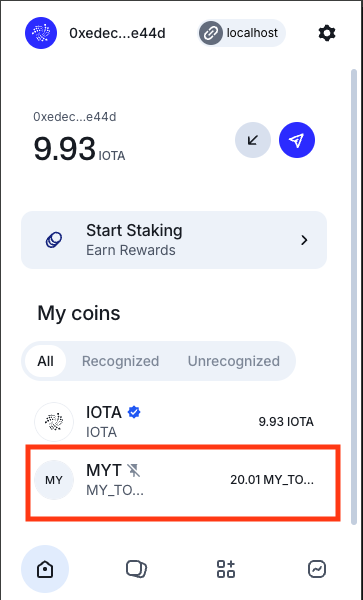 0xedec...e44d
localhost
0xedec...e44d
9.93 IOTA
Start Staking
Earn Rewards
My coins
All
Recognized
Unrecognized
IOTA
IOTA
9.93 IOTA
MY
MYT
MY_TO...
20.01 MY_TO...